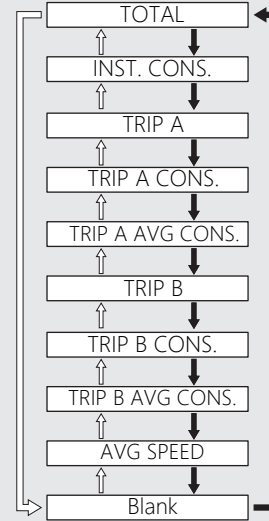 TOTAL
INST. CONS.
TRIP A
TRIP A CONS.
TRIP A AVG CONS.
TRIP B
TRIP B CONS.
TRIP B AVG CONS.
AVG SPEED
Blank